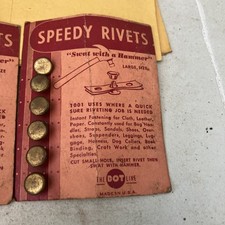 SPEEDY RIVETS
"Swat with a Hammer"
LARGE,
1001 USES WHERE A QUICK
SURE RIVETING JOB IS NEEDED
Instant Fastening for Cloth, Leather,
Paper. Constantly used for Bag Han-
dles, Straps, Sandals, Shoes, Over-
shoes, Suspenders, Leggings, Lug-
gage, Harness, Dog Collars, Book
Binding, Craft Work and other
Specialties.
CUT SMALL HOLE, INSERT RIVET THEN
SWAT WITH HAMMER
THE DOT LINE
MADE IN U.S.A.